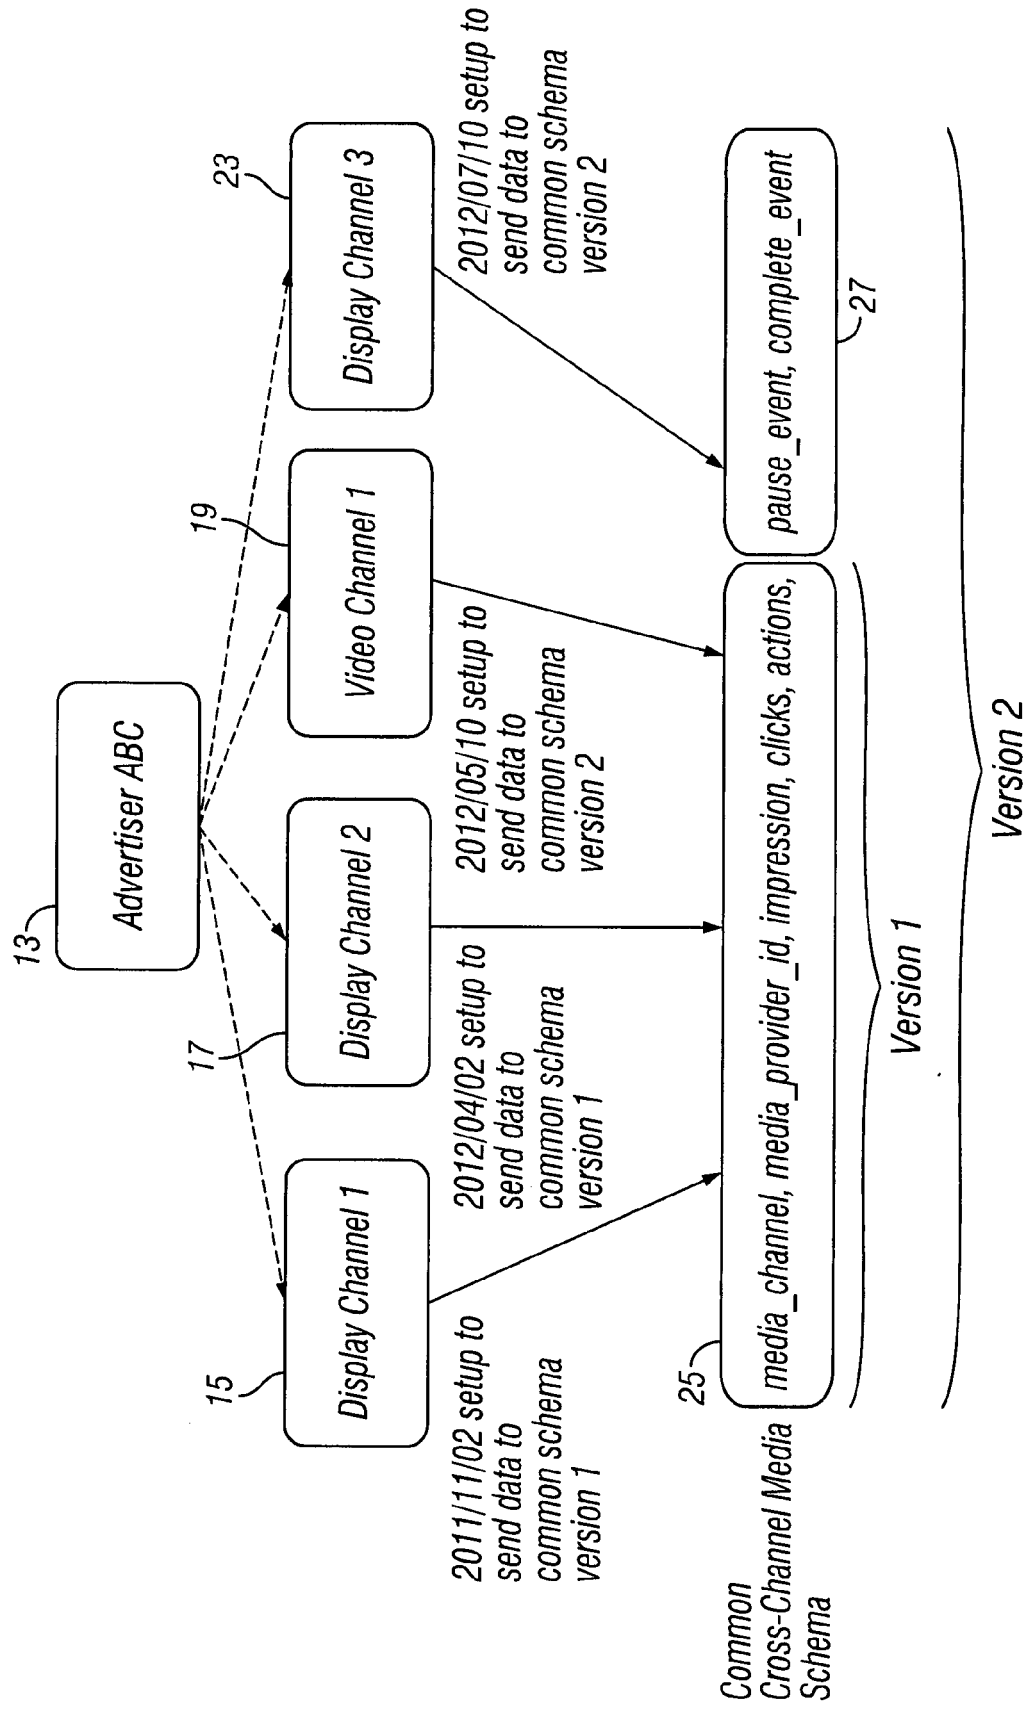 13
Advertiser ABC
15
Display Channel 1
17
Display Channel 2
19
Video Channel 1
23
Display Channel 3
2011/11/02 setup to
send data to
common schema
version 1
2012/04/02 setup to
send data to
common schema
version 1
2012/05/10 setup to
send data to
common schema
version 2
2012/07/10 setup to
send data to
common schema
version 2
Common
Cross-Channel Media
Schema
25
media_channel, media_provider_id, impression, clicks, actions,
pause_event, complete_event
27
Version 1
Version 2